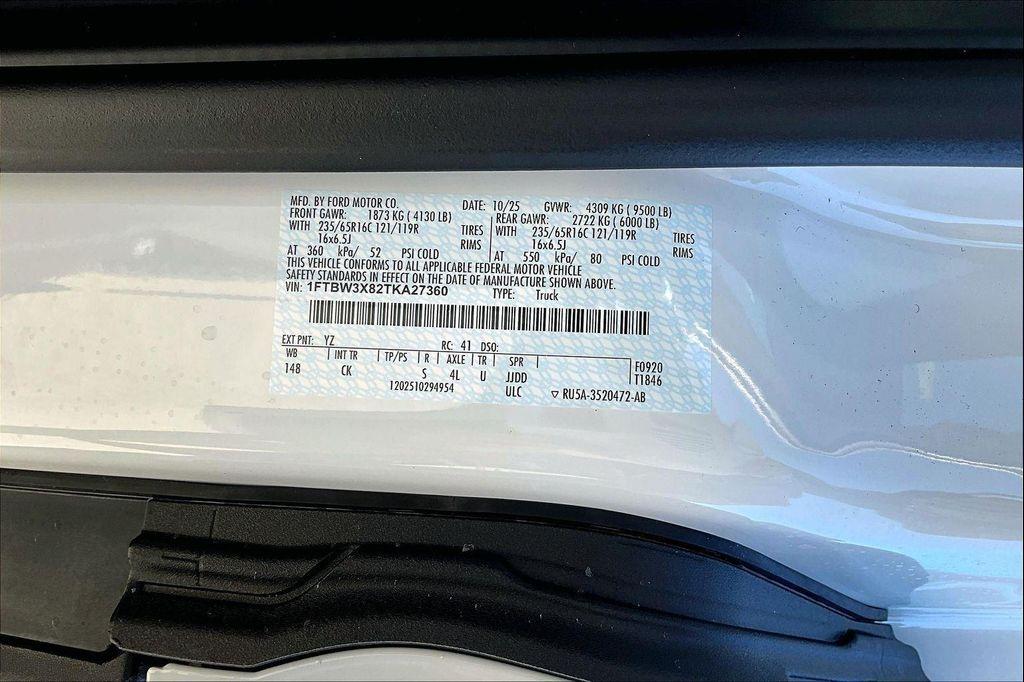 MFD. BY FORD MOTOR CO. DATE: 10/25 GVWR: 4309 KG ( 9500 LB)
FRONT GAWR: 1873 KG ( 4130 LB) REAR GAWR: 2722 KG ( 6000 LB)
WITH 235/65R16C 121/119R TIRES WITH 235/65R16C 121/119R TIRES
16x6.5J RIMS 16x6.5J RIMS
AT 360 kPa/ 52 PSI COLD AT 550 kPa/ 80 PSI COLD
THIS VEHICLE CONFORMS TO ALL APPLICABLE FEDERAL MOTOR VEHICLE
SAFETY STANDARDS IN EFFECT ON THE DATE OF MANUFACTURE SHOWN ABOVE.
VIN: 1FTBW3X82TKA27360 TYPE: Truck
EXT PNT: YZ RC: 41 DSO:
WB INT TR TP/PS R AXLE TR SPR F0920
148 CK S 4L U JJDD T1846
1202510294954 ULC ▽ RU5A-3520472-AB